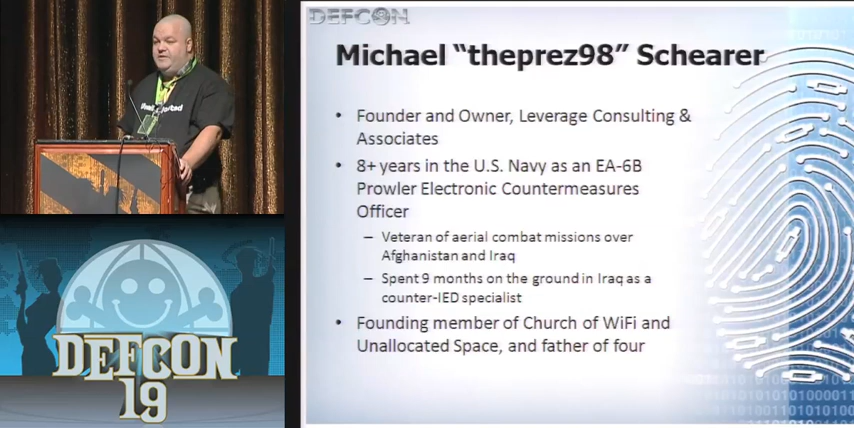 DEFCON
Michael “theprez98” Schearer
• Founder and Owner, Leverage Consulting &
Associates
• 8+ years in the U.S. Navy as an EA-6B
Prowler Electronic Countermeasures
Officer
– Veteran of aerial combat missions over
Afghanistan and Iraq
– Spent 9 months on the ground in Iraq as a
counter-IED specialist
• Founding member of Church of WiFi and
Unallocated Space, and father of four
DEFCON
19